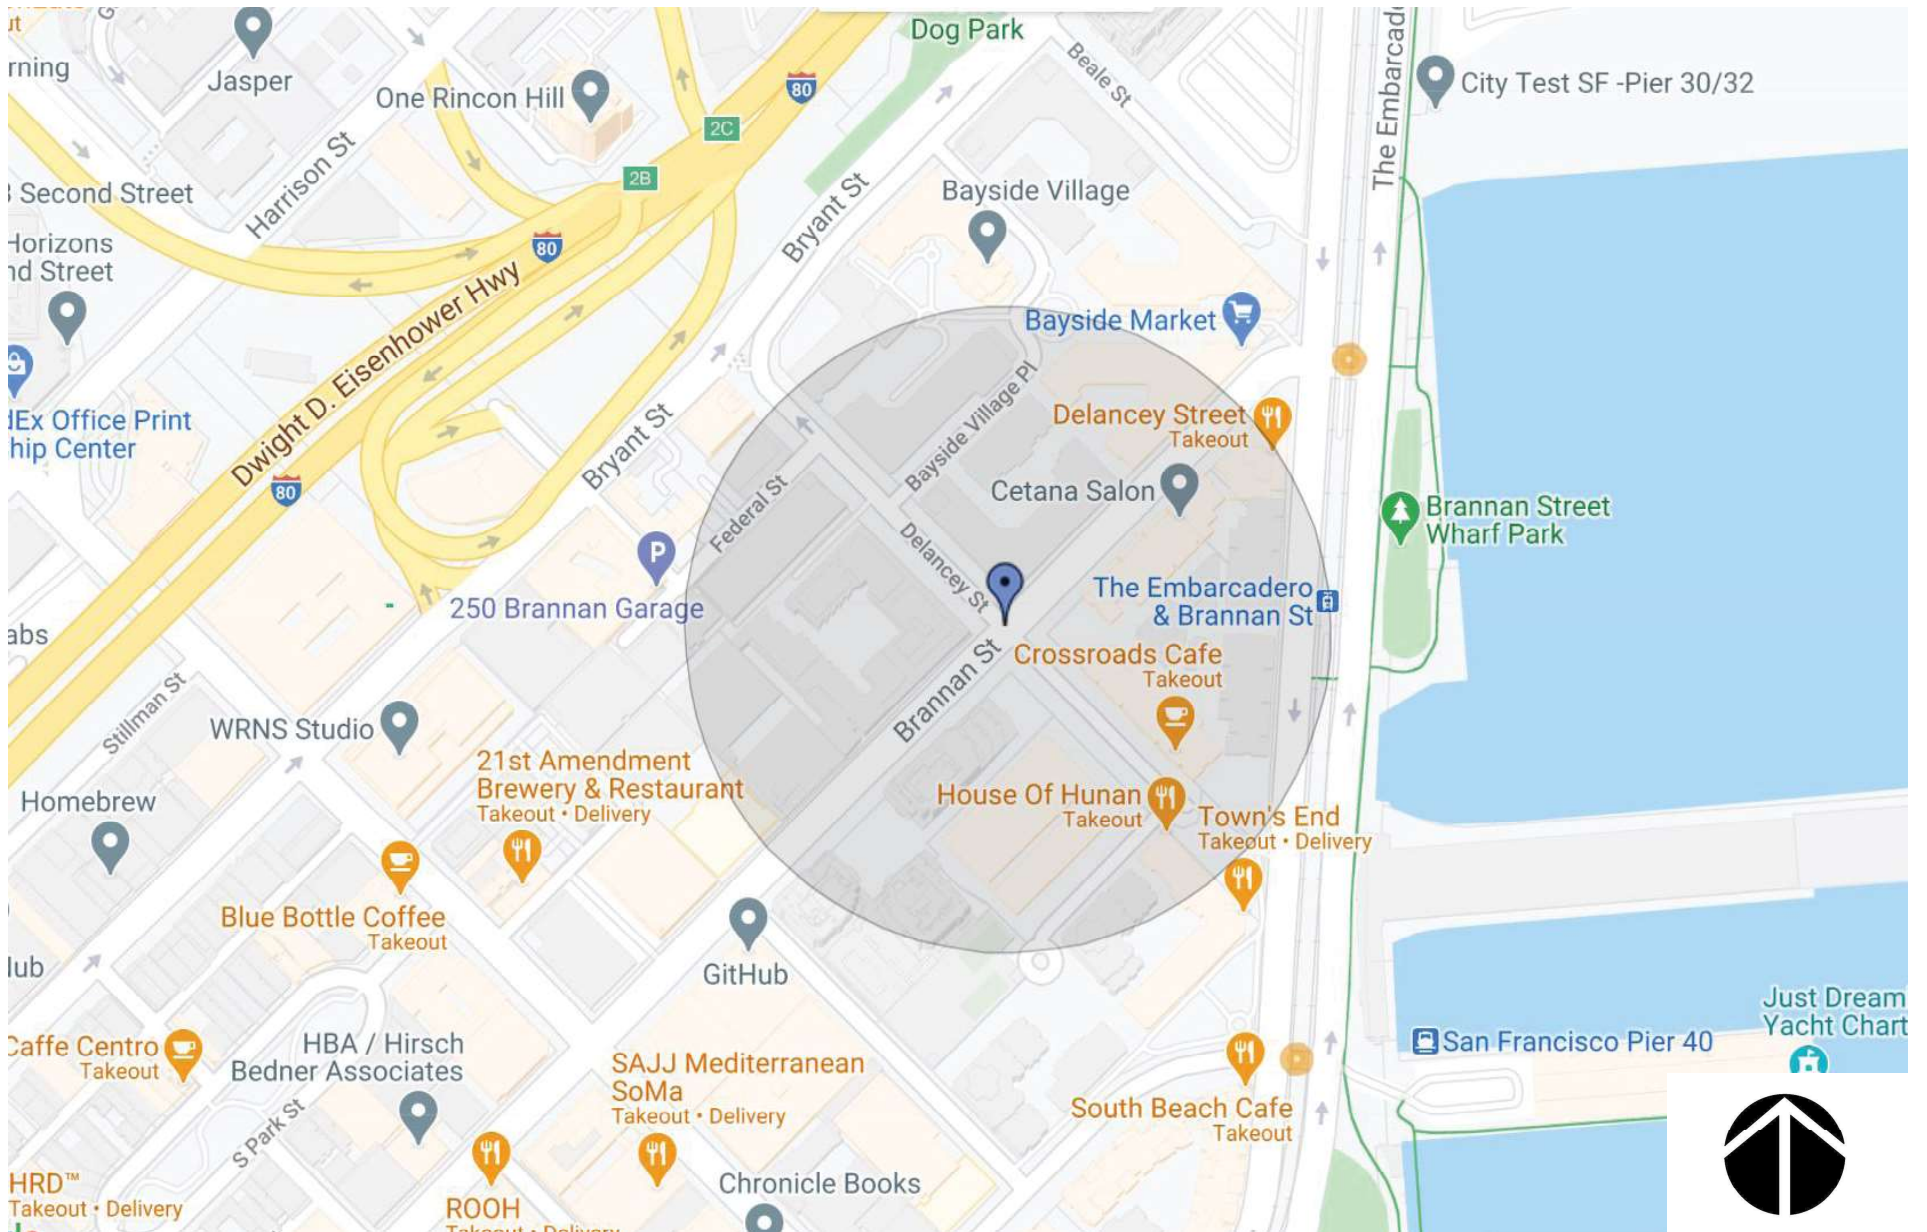 Jasper
Dog Park
Beale St
The Embarcade
City Test SF -Pier 30/32
rning
One Rincon Hill
80
2C
2B
Harrison St
Second Street
Bryant St
Bayside Village
Horizons
nd Street
80
Dwight D. Eisenhower Hwy
80
Bayside Market
dEx Office Print
hip Center
Bryant St
Bayside Village Pl
Delancey Street
Takeout
Federal St
Cetana Salon
Brannan Street
Wharf Park
P
250 Brannan Garage
Delancey St
The Embarcadero
& Brannan St
abs
Stillman St
Brannan St
Crossroads Cafe
Takeout
WRNS Studio
21st Amendment
Brewery & Restaurant
Takeout • Delivery
Homebrew
House Of Hunan
Takeout
Town's End
Takeout • Delivery
Blue Bottle Coffee
Takeout
GitHub
Caffe Centro
Takeout
HBA / Hirsch
Bedner Associates
S Park St
SAJJ Mediterranean
SoMa
Takeout • Delivery
San Francisco Pier 40
Just Dream
Yacht Chart
South Beach Cafe
Takeout
HRD™
Takeout • Delivery
ROOH
Takeout • Delivery
Chronicle Books